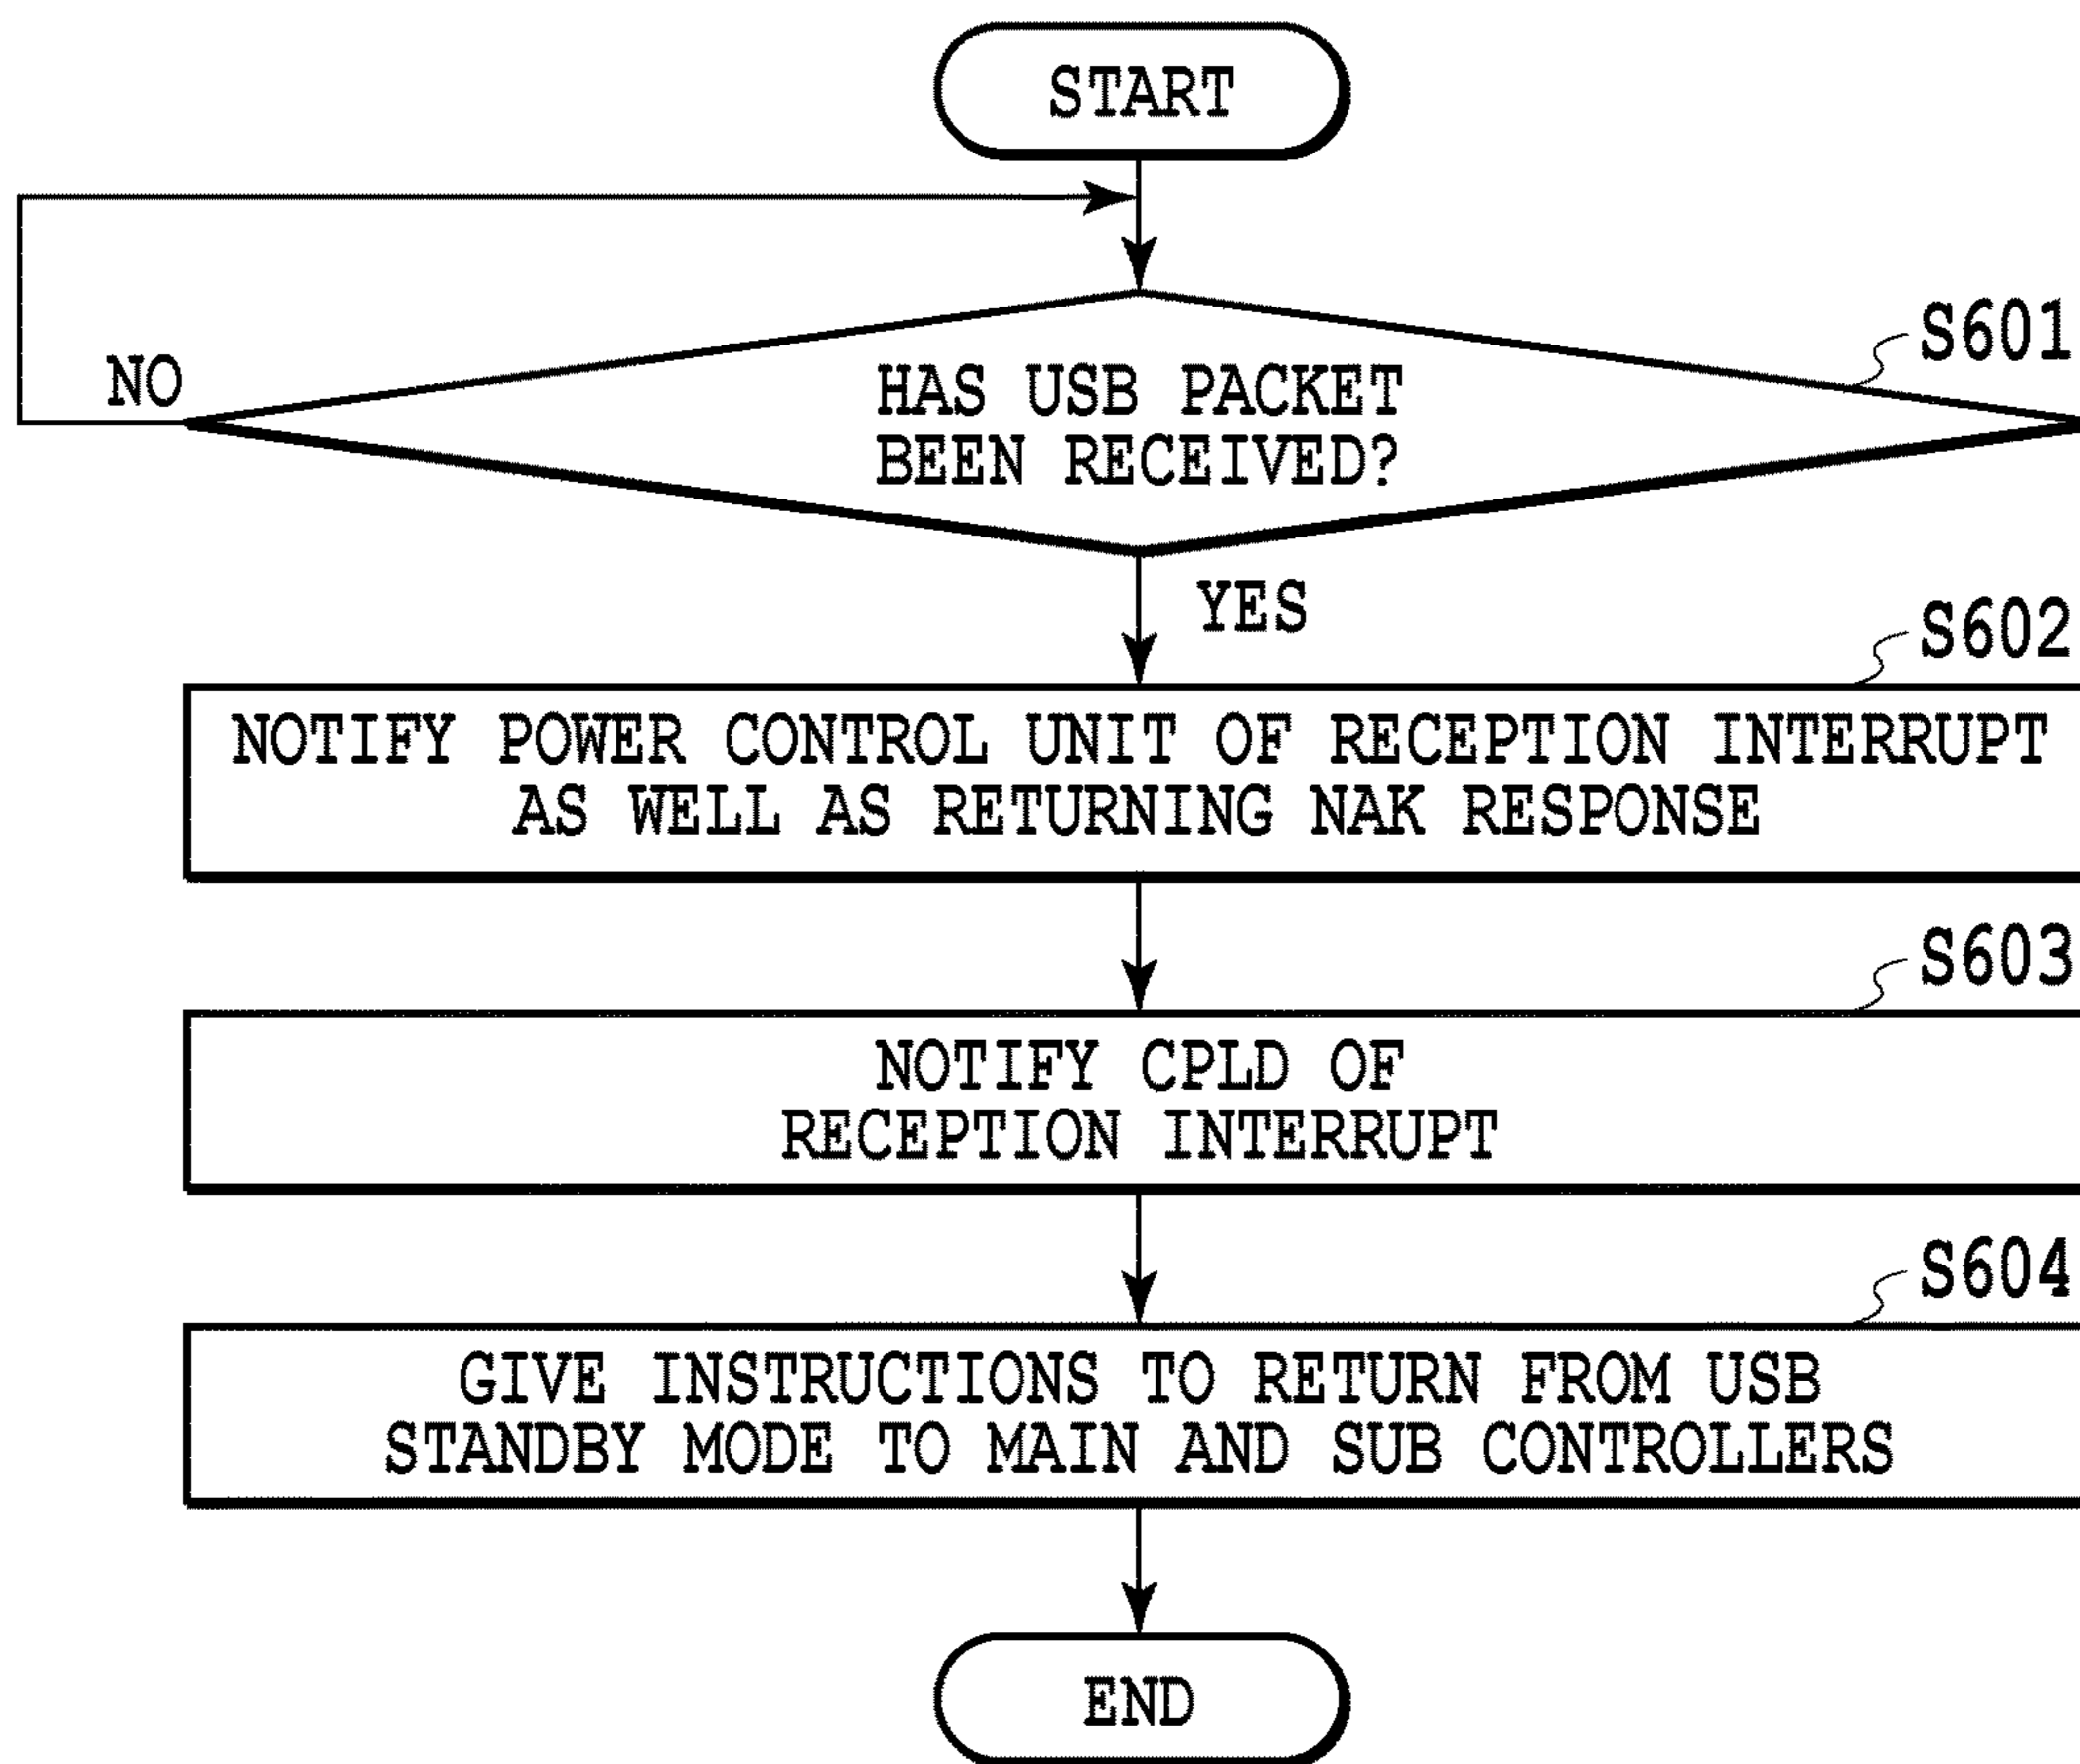 START
S601
NO
HAS USB PACKET
BEEN RECEIVED?
YES
S602
NOTIFY POWER CONTROL UNIT OF RECEPTION INTERRUPT
AS WELL AS RETURNING NAK RESPONSE
S603
NOTIFY CPLD OF
RECEPTION INTERRUPT
S604
GIVE INSTRUCTIONS TO RETURN FROM USB
STANDBY MODE TO MAIN AND SUB CONTROLLERS
END